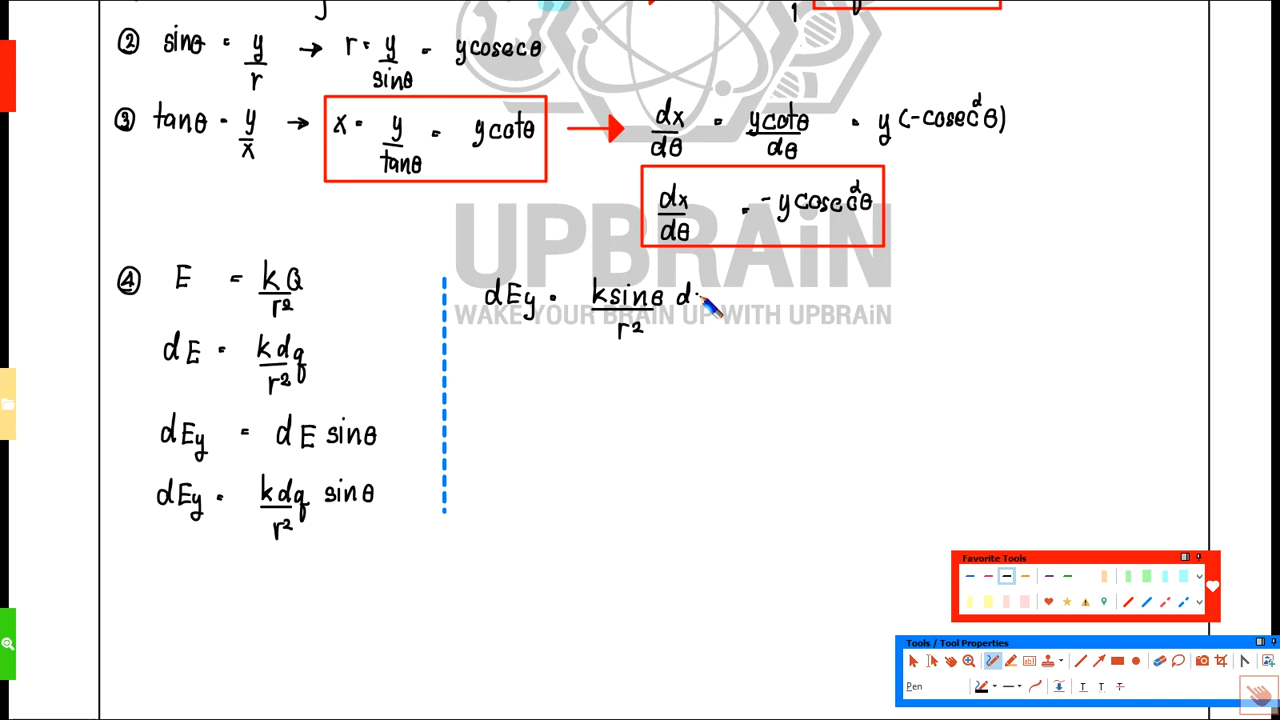 ② sinθ = y/r → r = y/sinθ = ycosecθ
③ tanθ = y/x → x = y/tanθ = ycotθ → dx/dθ = ycotθ/dθ = y(-cosec²θ)
dx/dθ = -ycosec²θ
UPBRAiN
WAKE YOUR BRAIN UP WITH UPBRAiN
④ E = kQ/r²
dE = kdq/r²
dEy = dE sinθ
dEy = kdq/r² sinθ
dEy = ksinθ/r² d
Favorite Tools
Tools / Tool Properties
Pen